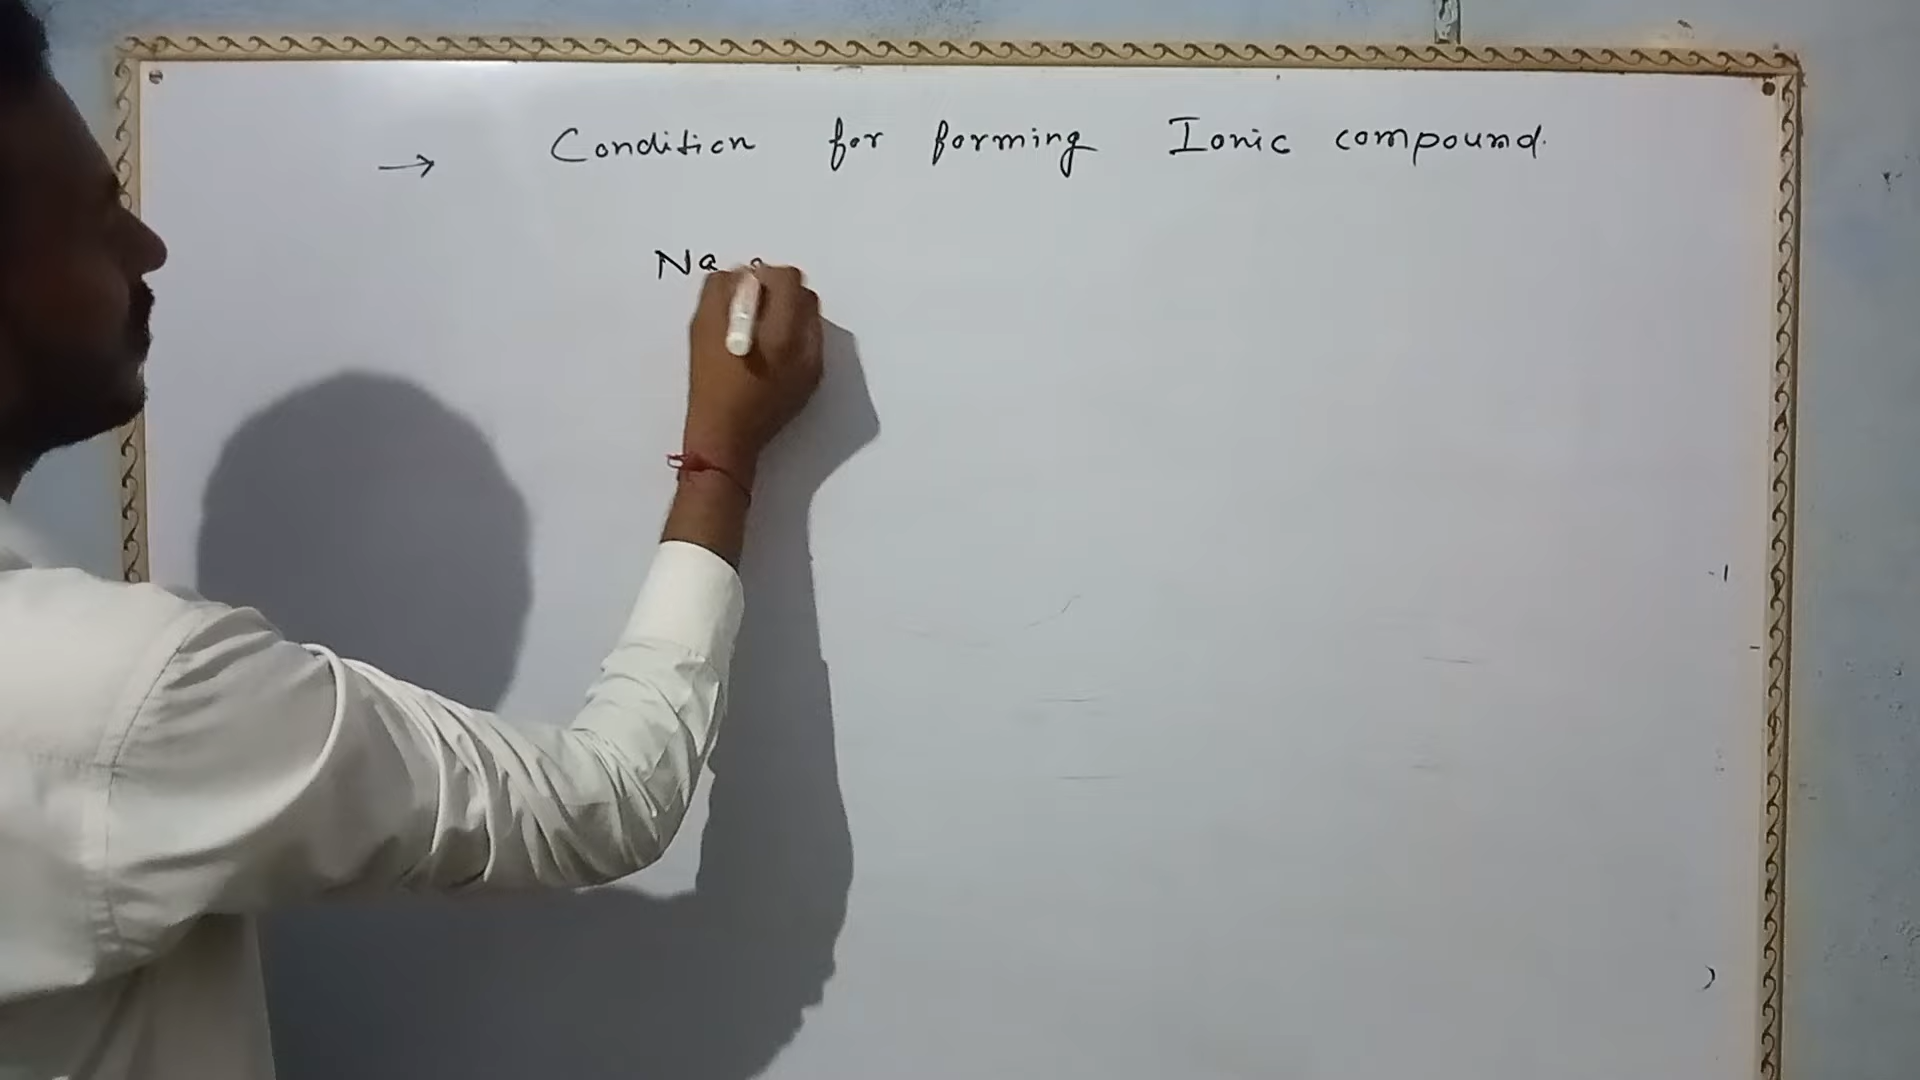 → Condition for forming Ionic compound.
Na